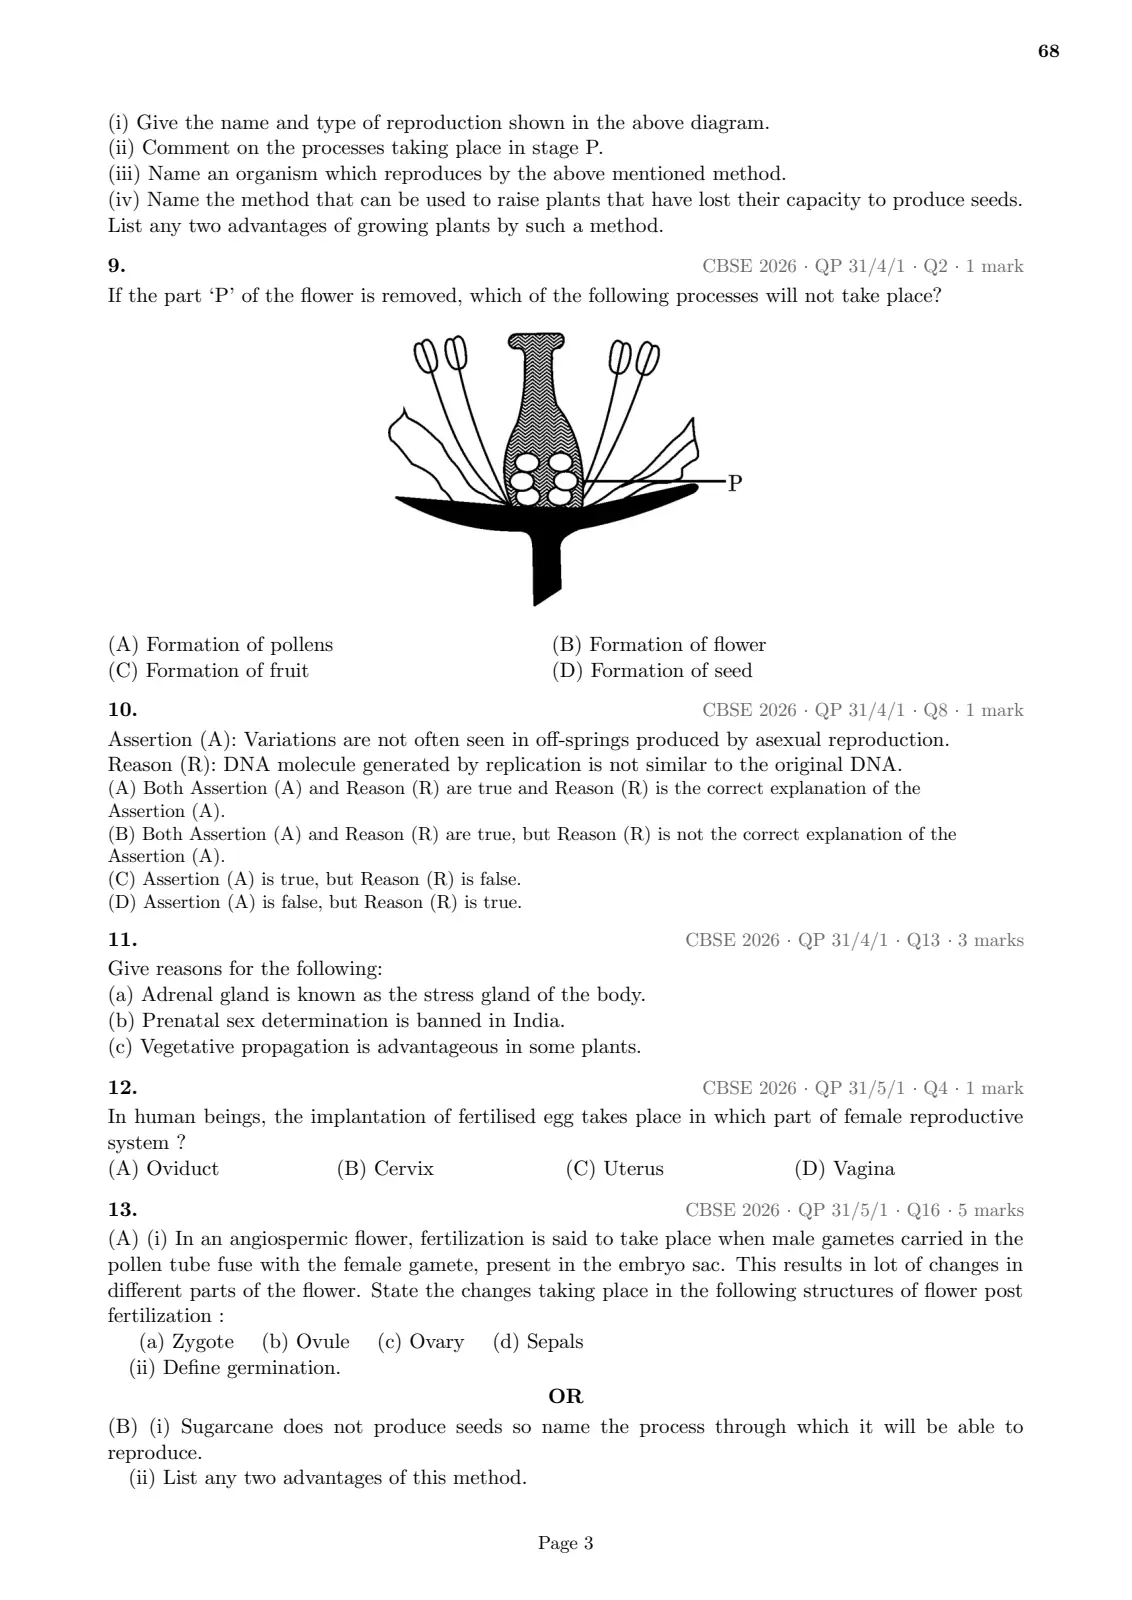 68
(i) Give the name and type of reproduction shown in the above diagram.
(ii) Comment on the processes taking place in stage P.
(iii) Name an organism which reproduces by the above mentioned method.
(iv) Name the method that can be used to raise plants that have lost their capacity to produce seeds.
List any two advantages of growing plants by such a method.
9. CBSE 2026 · QP 31/4/1 · Q2 · 1 mark
If the part ‘P’ of the flower is removed, which of the following processes will not take place?
P
(A) Formation of pollens (B) Formation of flower
(C) Formation of fruit (D) Formation of seed
10. CBSE 2026 · QP 31/4/1 · Q8 · 1 mark
Assertion (A): Variations are not often seen in off-springs produced by asexual reproduction.
Reason (R): DNA molecule generated by replication is not similar to the original DNA.
(A) Both Assertion (A) and Reason (R) are true and Reason (R) is the correct explanation of the
Assertion (A).
(B) Both Assertion (A) and Reason (R) are true, but Reason (R) is not the correct explanation of the
Assertion (A).
(C) Assertion (A) is true, but Reason (R) is false.
(D) Assertion (A) is false, but Reason (R) is true.
11. CBSE 2026 · QP 31/4/1 · Q13 · 3 marks
Give reasons for the following:
(a) Adrenal gland is known as the stress gland of the body.
(b) Prenatal sex determination is banned in India.
(c) Vegetative propagation is advantageous in some plants.
12. CBSE 2026 · QP 31/5/1 · Q4 · 1 mark
In human beings, the implantation of fertilised egg takes place in which part of female reproductive
system ?
(A) Oviduct (B) Cervix (C) Uterus (D) Vagina
13. CBSE 2026 · QP 31/5/1 · Q16 · 5 marks
(A) (i) In an angiospermic flower, fertilization is said to take place when male gametes carried in the
pollen tube fuse with the female gamete, present in the embryo sac. This results in lot of changes in
different parts of the flower. State the changes taking place in the following structures of flower post
fertilization :
(a) Zygote (b) Ovule (c) Ovary (d) Sepals
(ii) Define germination.
OR
(B) (i) Sugarcane does not produce seeds so name the process through which it will be able to
reproduce.
(ii) List any two advantages of this method.
Page 3